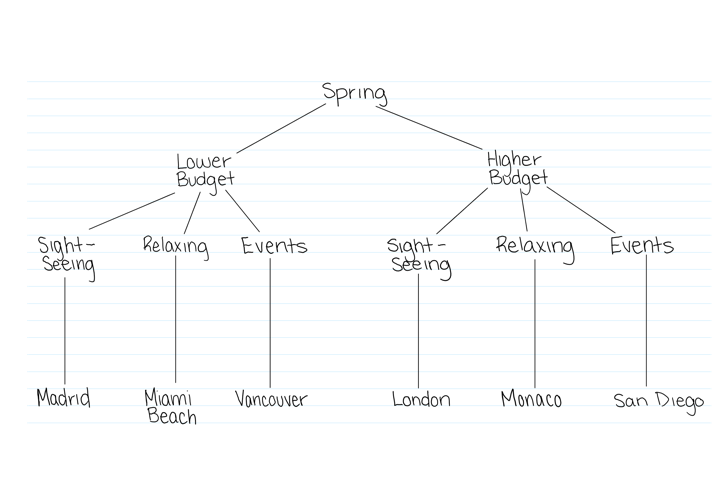 Spring
Lower
Budget
Higher
Budget
Sight-
Seeing
Relaxing
Events
Sight-
Seeing
Relaxing
Events
Madrid
Miami
Beach
Vancouver
London
Monaco
San Diego